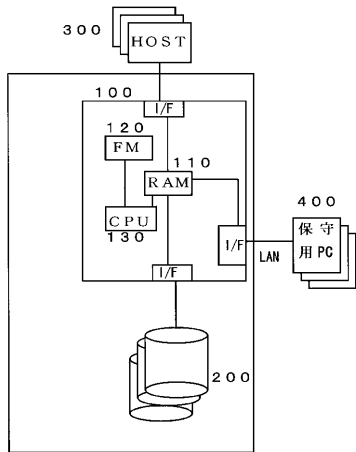 300
HOST
100
I/F
120
FM
110
RAM
CPU
130
I/F
LAN
400
保守
用PC
I/F
200